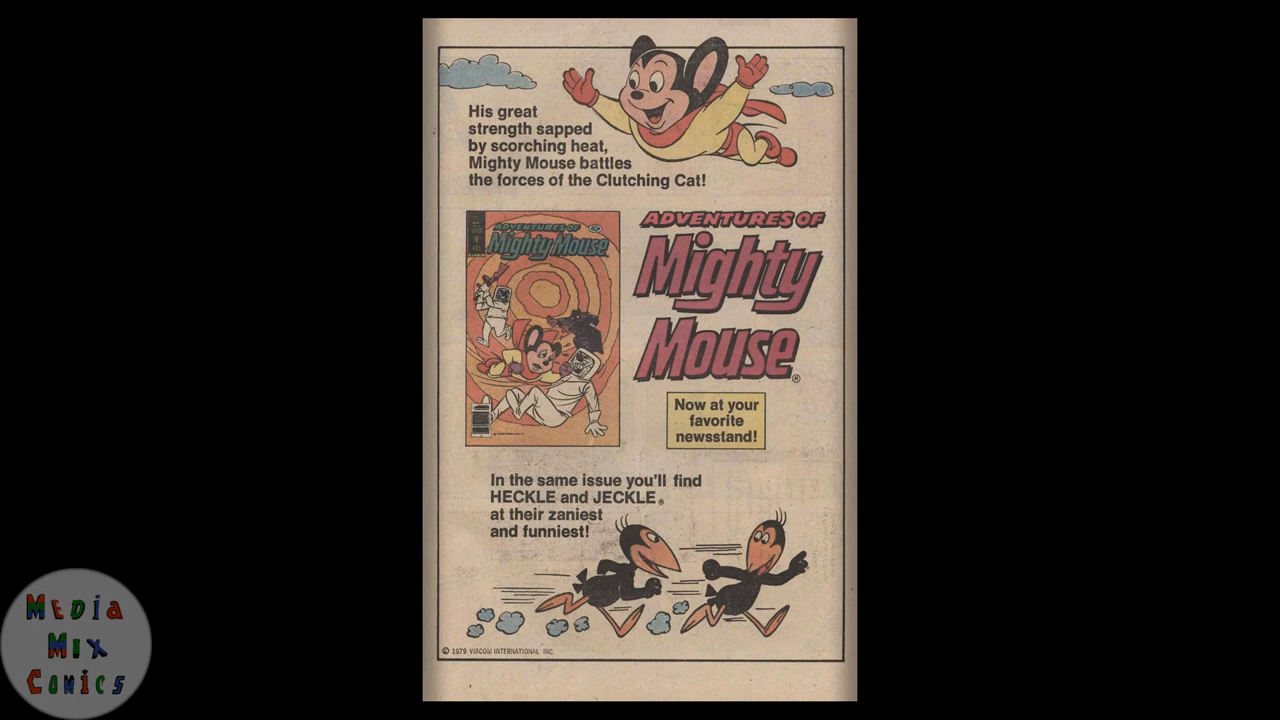 His great
strength sapped
by scorching heat,
Mighty Mouse battles
the forces of the Clutching Cat!
ADVENTURES OF
Mighty Mouse
ADVENTURES OF
Mighty
Mouse®
Now at your
favorite
newsstand!
In the same issue you'll find
HECKLE and JECKLE®
at their zaniest
and funniest!
© 1979 VIACOM INTERNATIONAL INC.
MEDIA
MIX
COMICS